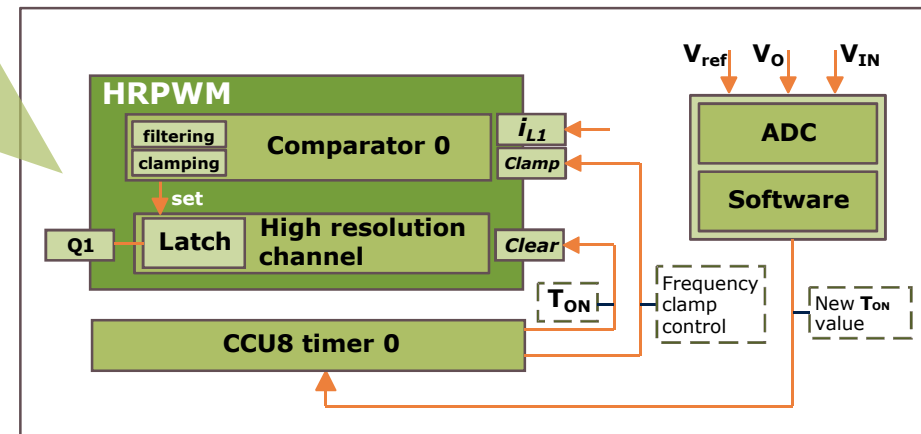 V_ref V_O V_IN
HRPWM
filtering
clamping
Comparator 0
i_L1
Clamp
ADC
Software
set
Q1
Latch
High resolution
channel
Clear
T_ON
Frequency
clamp
control
New T_ON
value
CCU8 timer 0